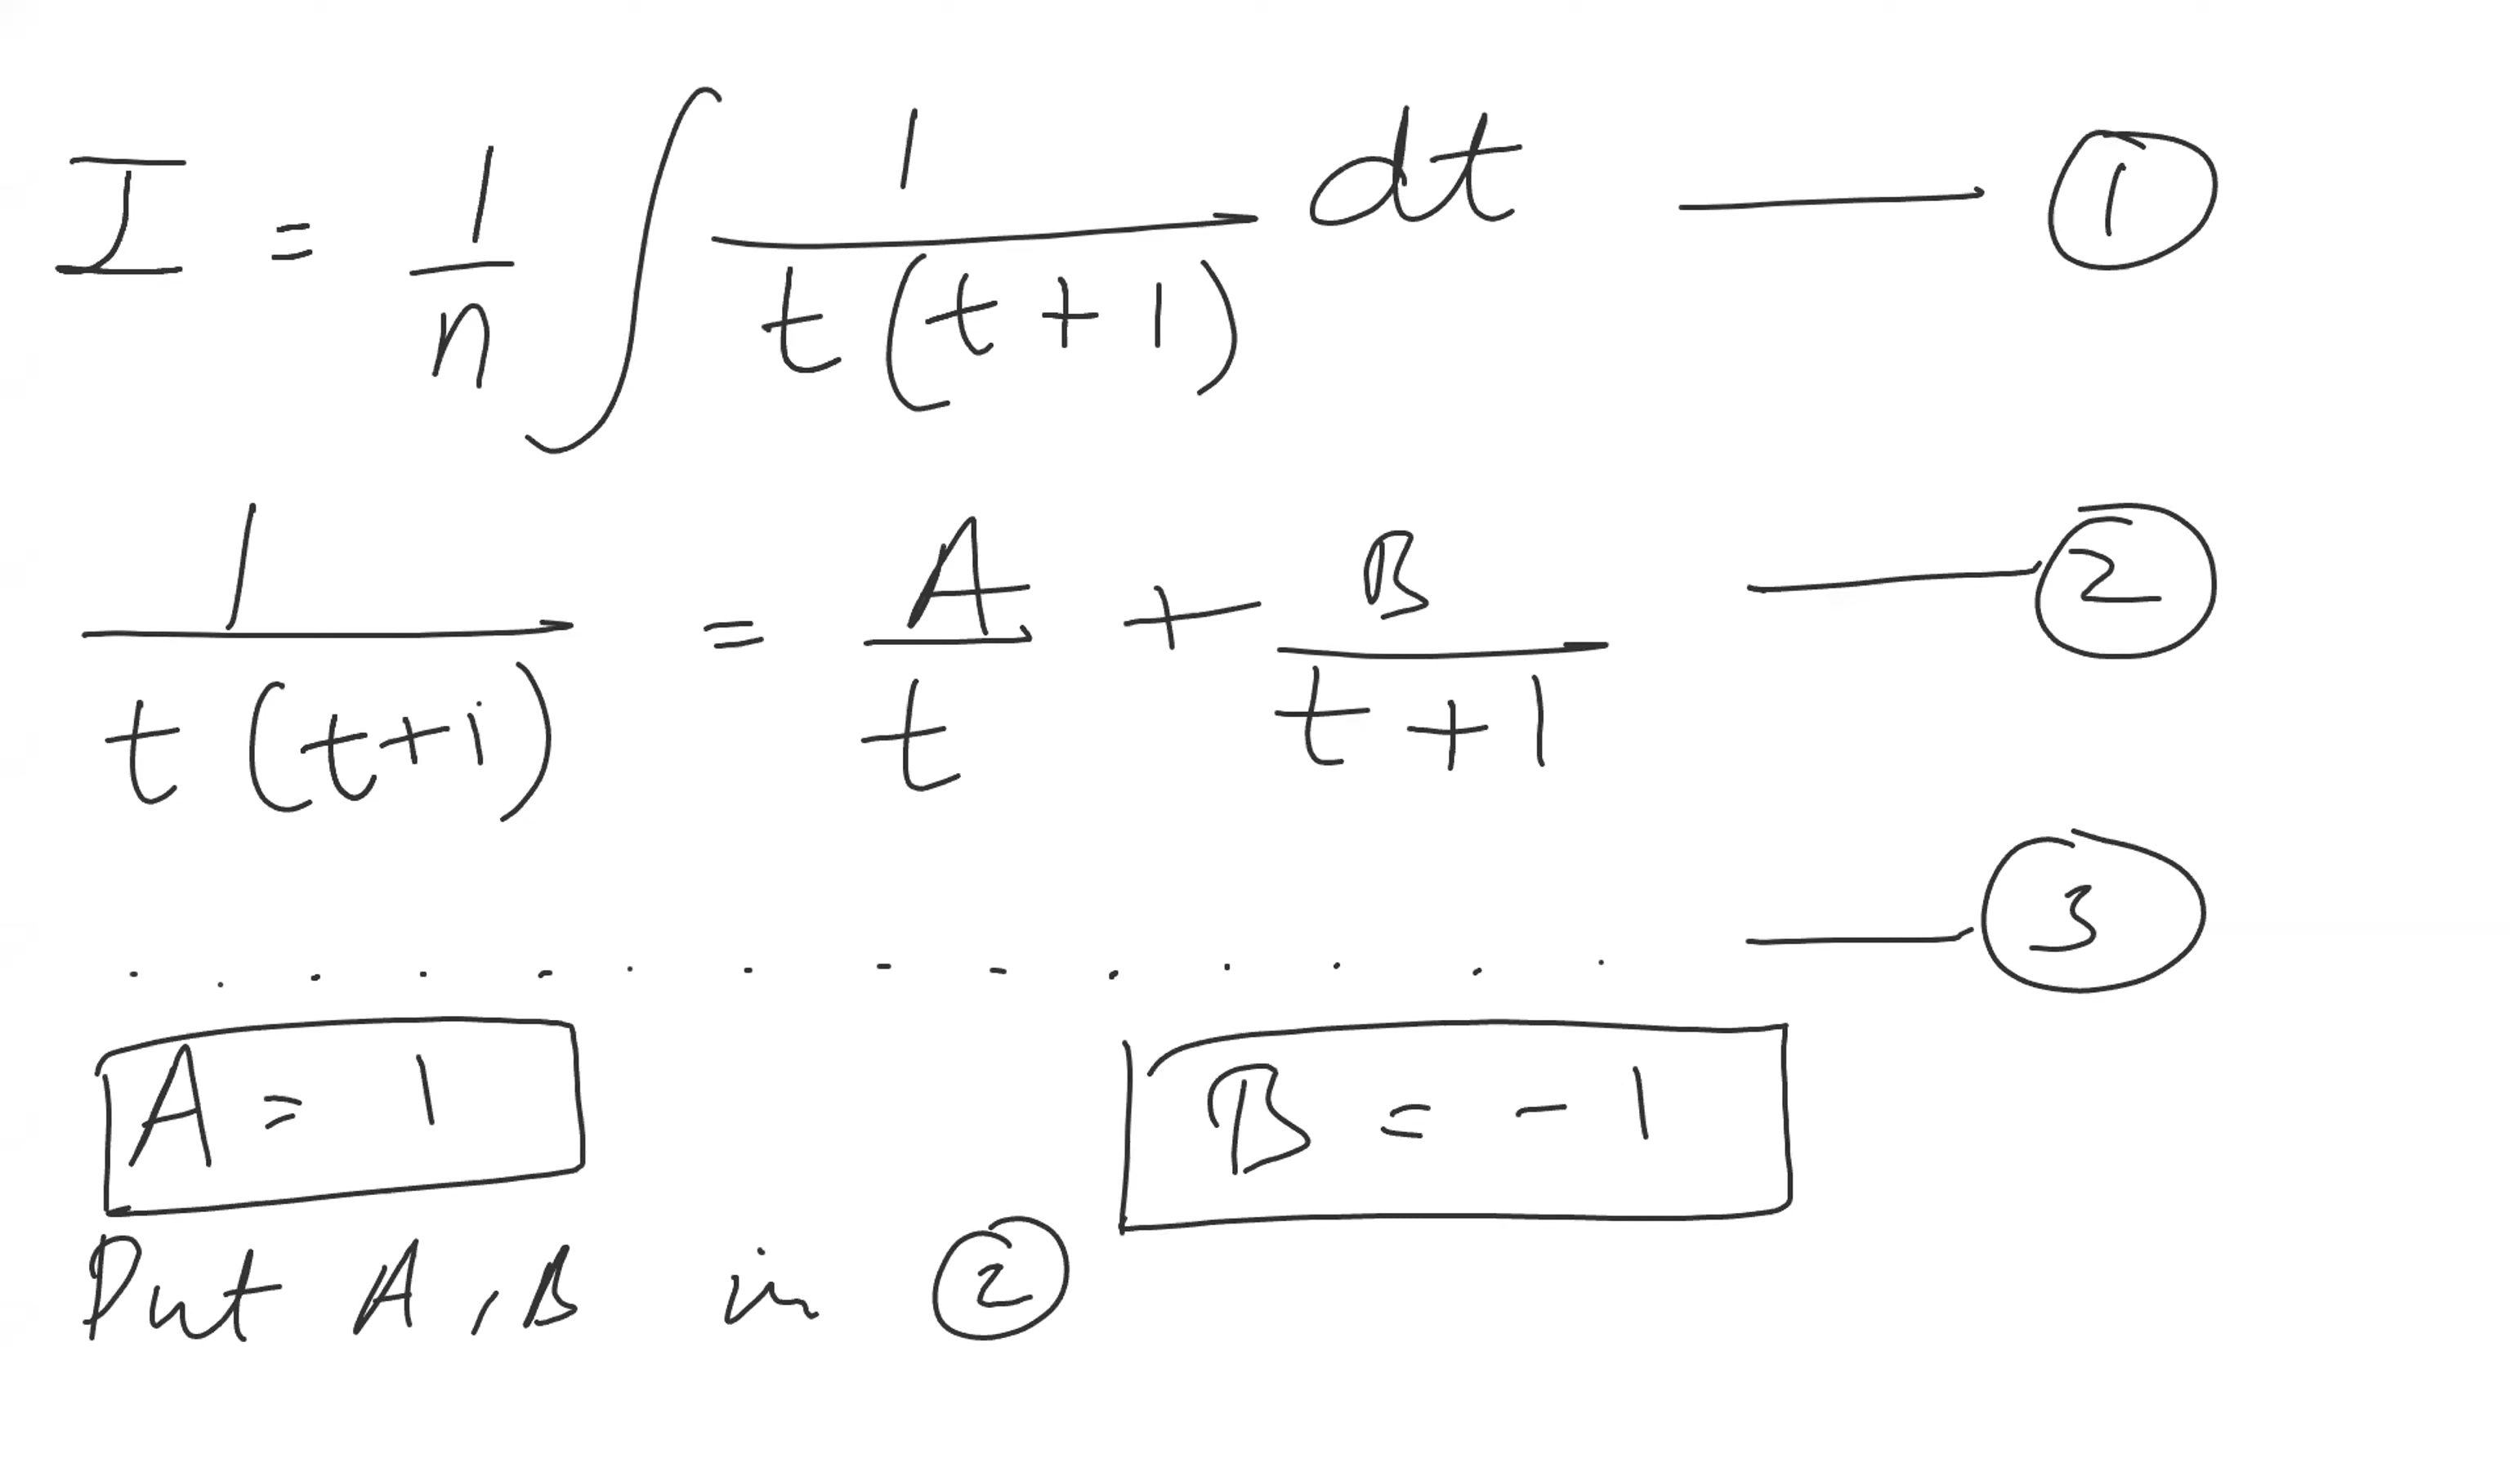 I = 1/n ∫ 1/(t(t+1)) dt —— ①
1/(t(t+1)) = A/t + B/(t+1) —— ②
. . . . . . . . . . . . . . —— ③
A = 1 B = -1
Put A, B in ②